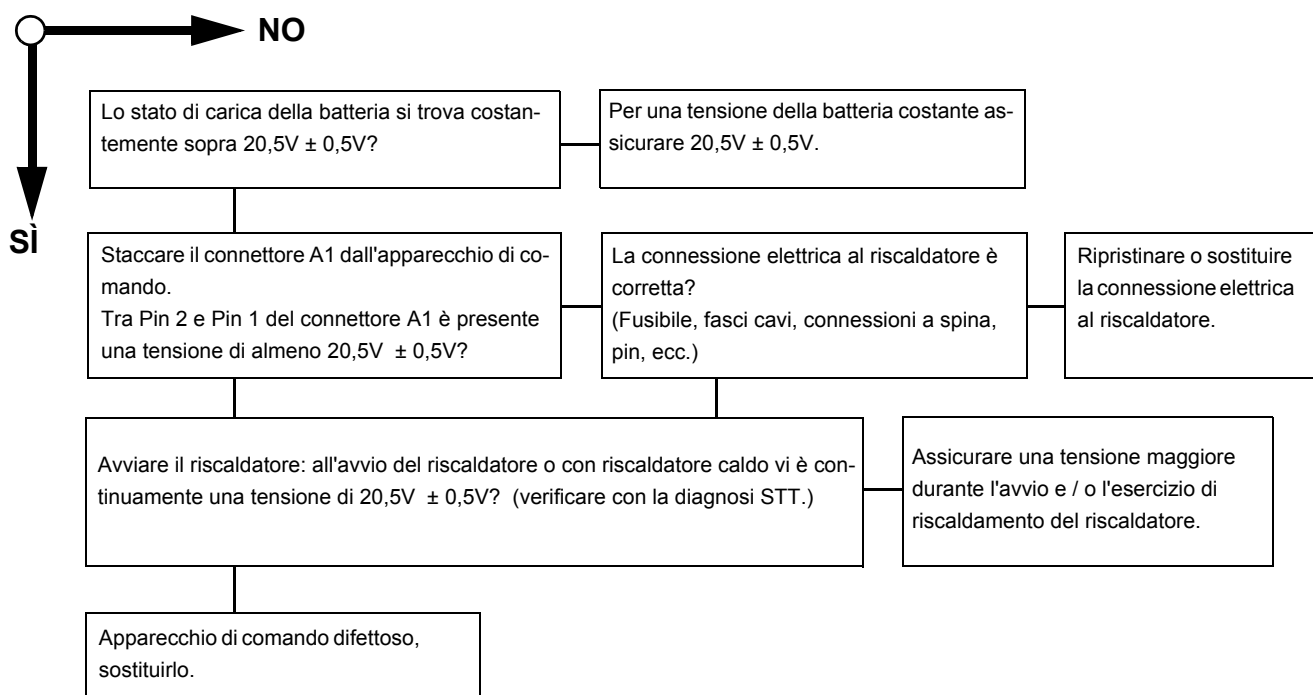 NO
SÌ
Lo stato di carica della batteria si trova costan-
temente sopra 20,5V ± 0,5V?
Per una tensione della batteria costante as-
sicurare 20,5V ± 0,5V.
Staccare il connettore A1 dall'apparecchio di co-
mando.
Tra Pin 2 e Pin 1 del connettore A1 è presente
una tensione di almeno 20,5V ± 0,5V?
La connessione elettrica al riscaldatore è
corretta?
(Fusibile, fasci cavi, connessioni a spina,
pin, ecc.)
Ripristinare o sostituire
la connessione elettrica
al riscaldatore.
Avviare il riscaldatore: all'avvio del riscaldatore o con riscaldatore caldo vi è con-
tinuamente una tensione di 20,5V ± 0,5V? (verificare con la diagnosi STT.)
Assicurare una tensione maggiore
durante l'avvio e / o l'esercizio di
riscaldamento del riscaldatore.
Apparecchio di comando difettoso,
sostituirlo.